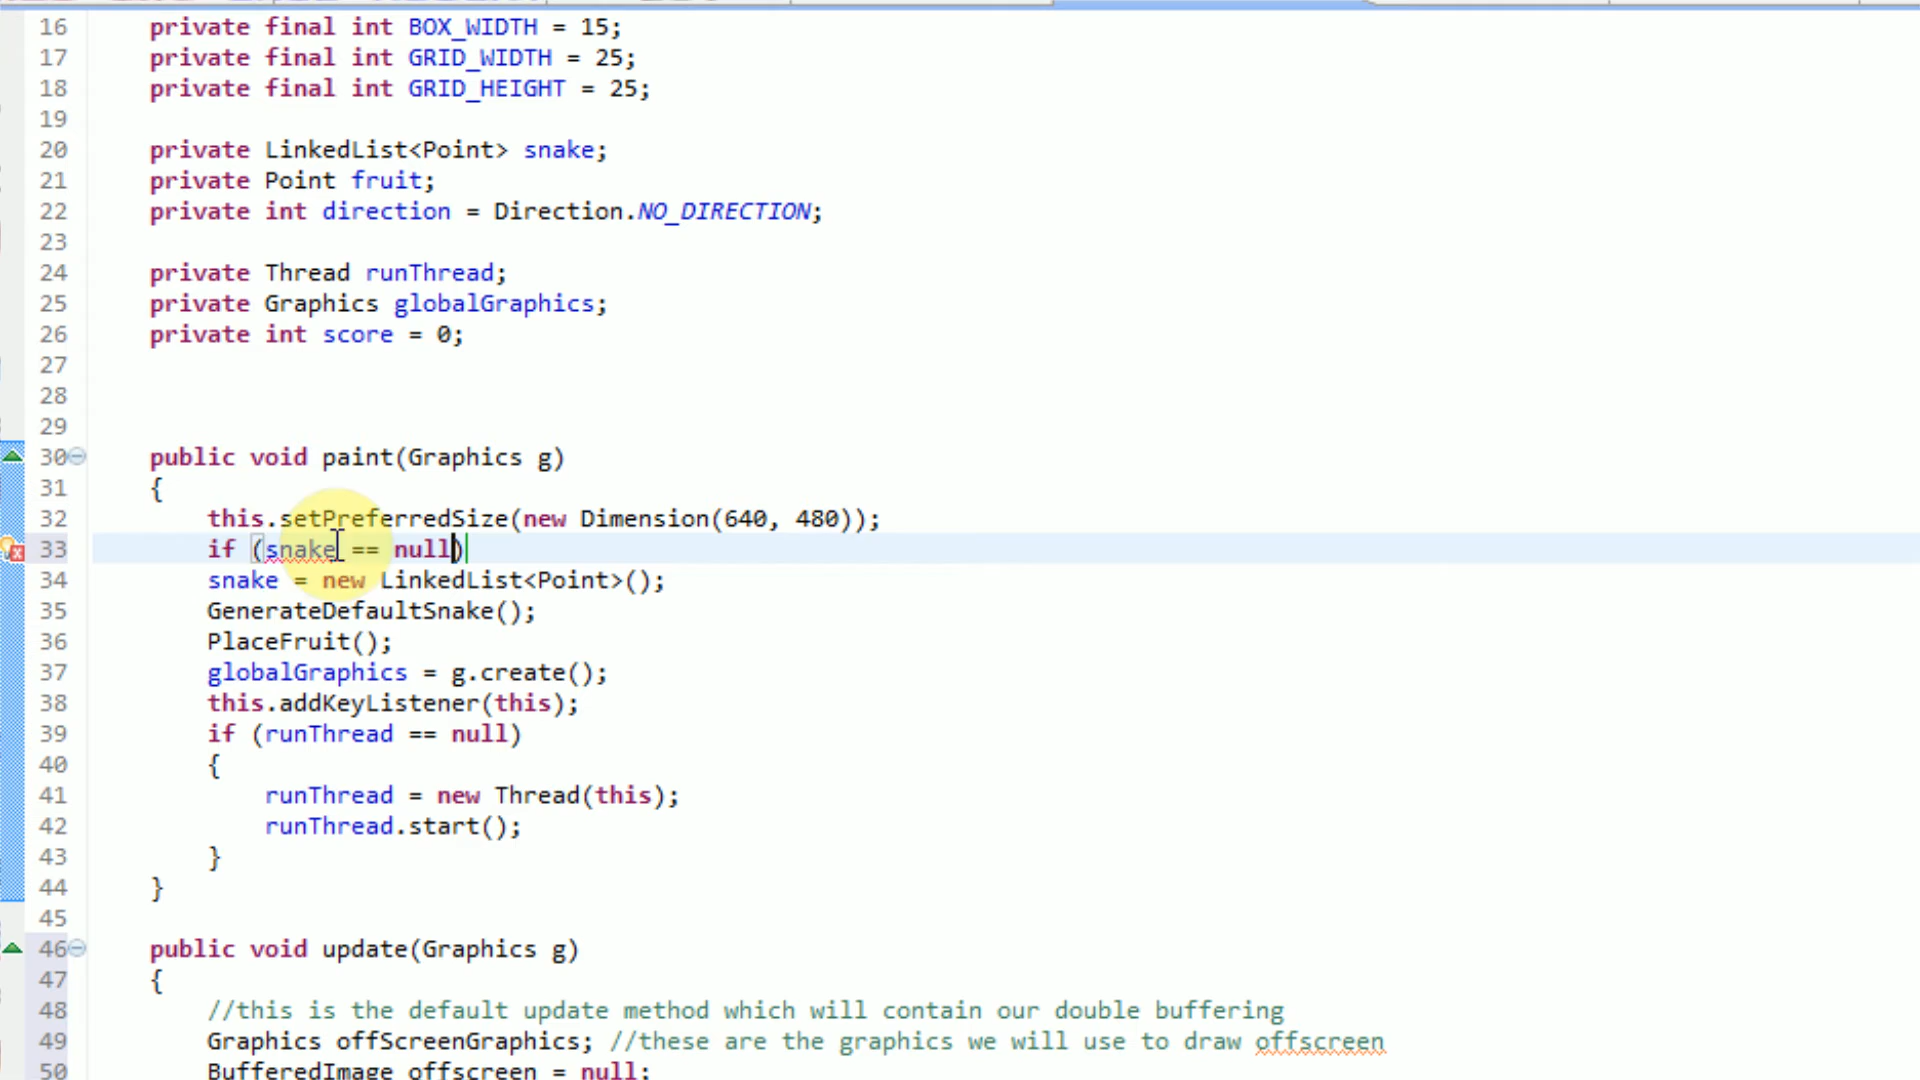 16 private final int BOX_WIDTH = 15;
17 private final int GRID_WIDTH = 25;
18 private final int GRID_HEIGHT = 25;
19
20 private LinkedList<Point> snake;
21 private Point fruit;
22 private int direction = Direction.NO_DIRECTION;
23
24 private Thread runThread;
25 private Graphics globalGraphics;
26 private int score = 0;
27
28
29
30 public void paint(Graphics g)
31 {
32 this.setPreferredSize(new Dimension(640, 480));
33 if (snake == null)
34 snake = new LinkedList<Point>();
35 GenerateDefaultSnake();
36 PlaceFruit();
37 globalGraphics = g.create();
38 this.addKeyListener(this);
39 if (runThread == null)
40 {
41 runThread = new Thread(this);
42 runThread.start();
43 }
44 }
45
46 public void update(Graphics g)
47 {
48 //this is the default update method which will contain our double buffering
49 Graphics offScreenGraphics; //these are the graphics we will use to draw offscreen
50 BufferedImage offscreen = null;